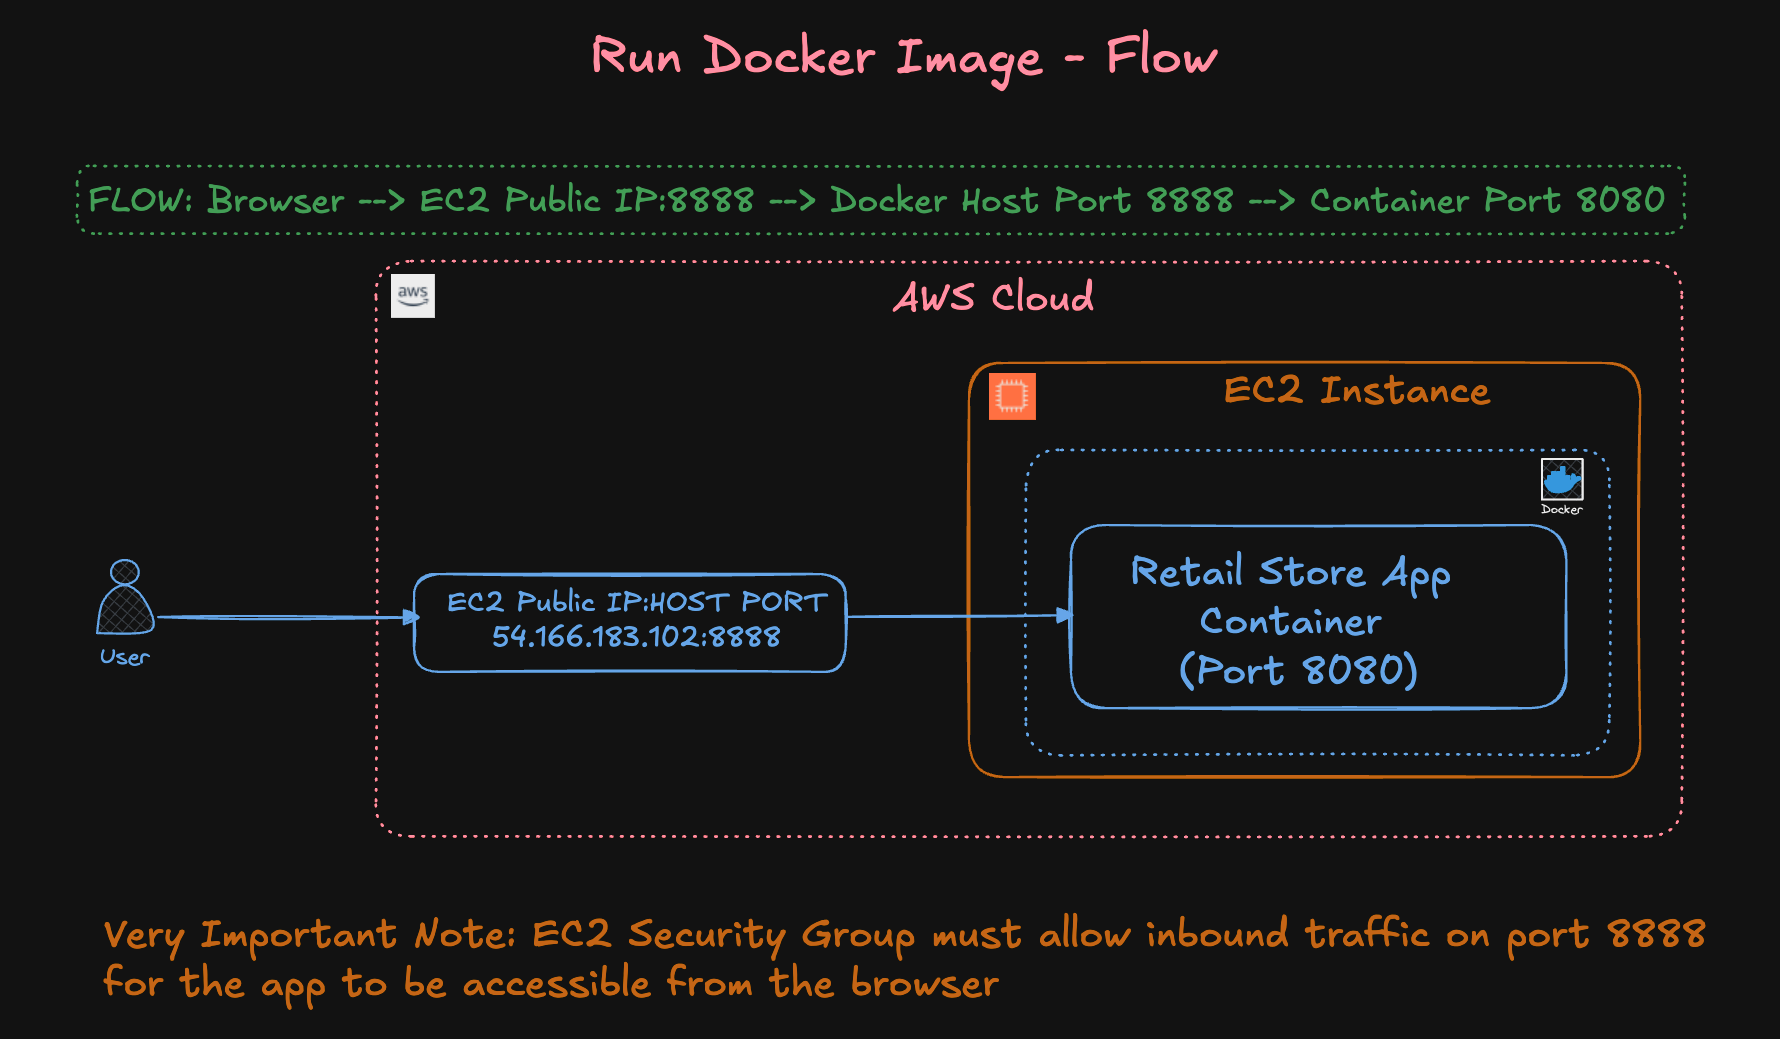 Run Docker Image - Flow
FLOW: Browser --> EC2 Public IP:8888 --> Docker Host Port 8888 --> Container Port 8080
aws
AWS Cloud
EC2 Instance
Docker
Retail Store App
Container
(Port 8080)
EC2 Public IP:HOST PORT
54.166.183.102:8888
User
Very Important Note: EC2 Security Group must allow inbound traffic on port 8888
for the app to be accessible from the browser